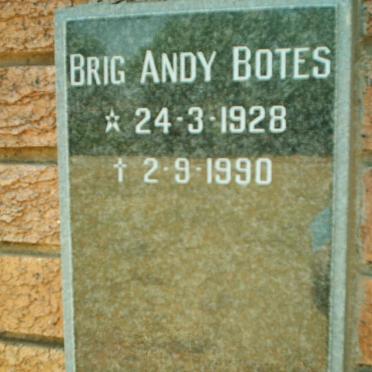 Brig Andy Botes
☆ 24-3-1928
† 2-9-1990